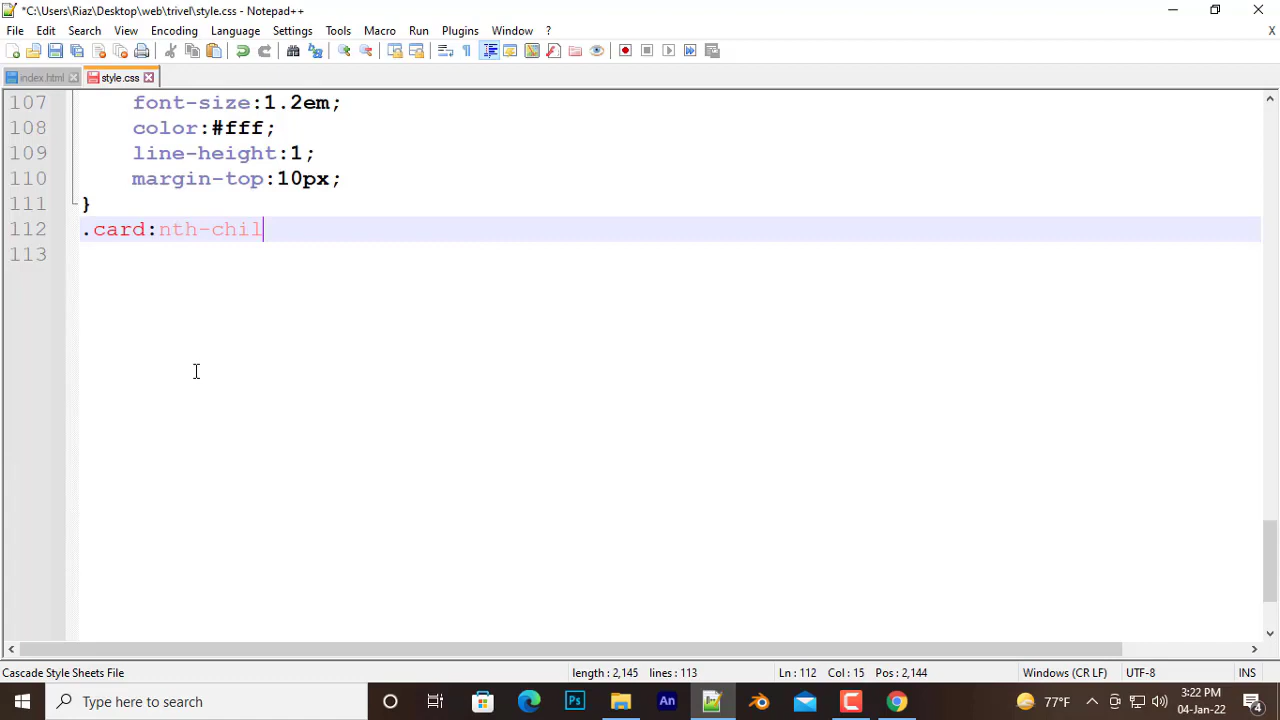 *C:\Users\Riaz\Desktop\web\trivel\style.css - Notepad++
File Edit Search View Encoding Language Settings Tools Macro Run Plugins Window ? X
index.html style.css
107 font-size:1.2em;
108 color:#fff;
109 line-height:1;
110 margin-top:10px;
111 }
112 .card:nth-chil
113
Cascade Style Sheets File length : 2,145 lines : 113 Ln : 112 Col : 15 Pos : 2,144 Windows (CR LF) UTF-8 INS
Type here to search Ps An 77°F 3:22 PM
04-Jan-22 4